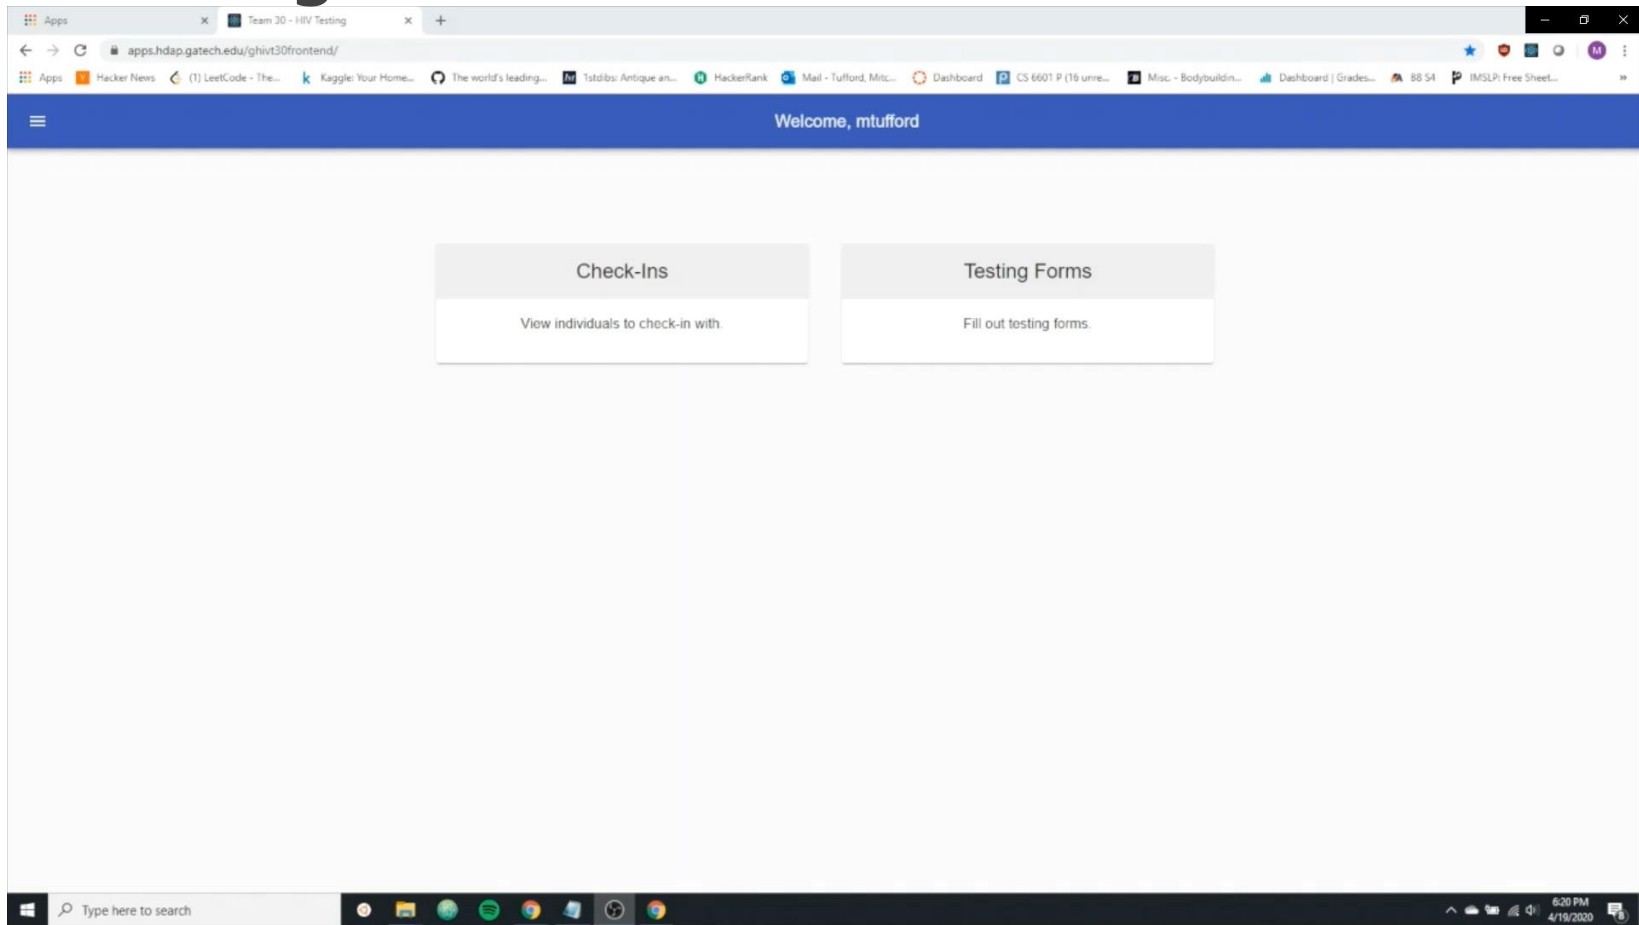 g
Apps
Team 30 - HIV Testing
apps.hdap.gatech.edu/ghivt30frontend/
M
Apps Hacker News (1) LeetCode - The... Kaggle: Your Home... The world's leading... 1stdibs: Antique an... HackerRank Mail - Tufford, Mitc... Dashboard CS 6601 P (16 unre... Misc. - Bodybuildin... Dashboard | Grades... 88 S4 IMSLP: Free Sheet...
Welcome, mtufford
Check-Ins
View individuals to check-in with.
Testing Forms
Fill out testing forms.
Type here to search
6:20 PM
4/19/2020